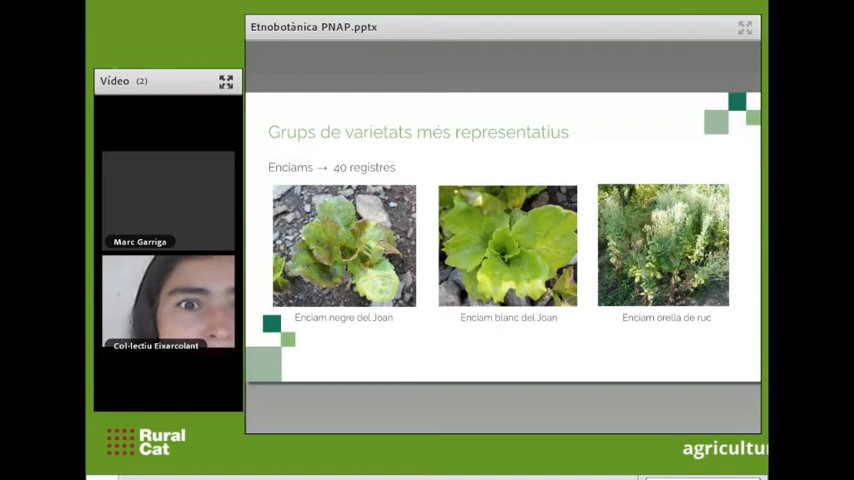 Etnobotànica PNAP.pptx
Vídeo (2)
Grups de varietats més representatius
Enciams → 40 registres
Marc Garriga
Col·lectiu Eixarcolant
Enciam negre del Joan
Enciam blanc del Joan
Enciam orella de ruc
Rural
Cat